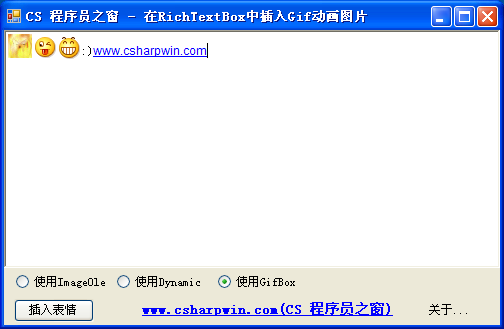 CS 程序员之窗 - 在RichTextBox中插入Gif动画图片
:)www.csharpwin.com
使用ImageOle 使用Dynamic 使用GifBox
插入表情 www.csharpwin.com(CS 程序员之窗) 关于...